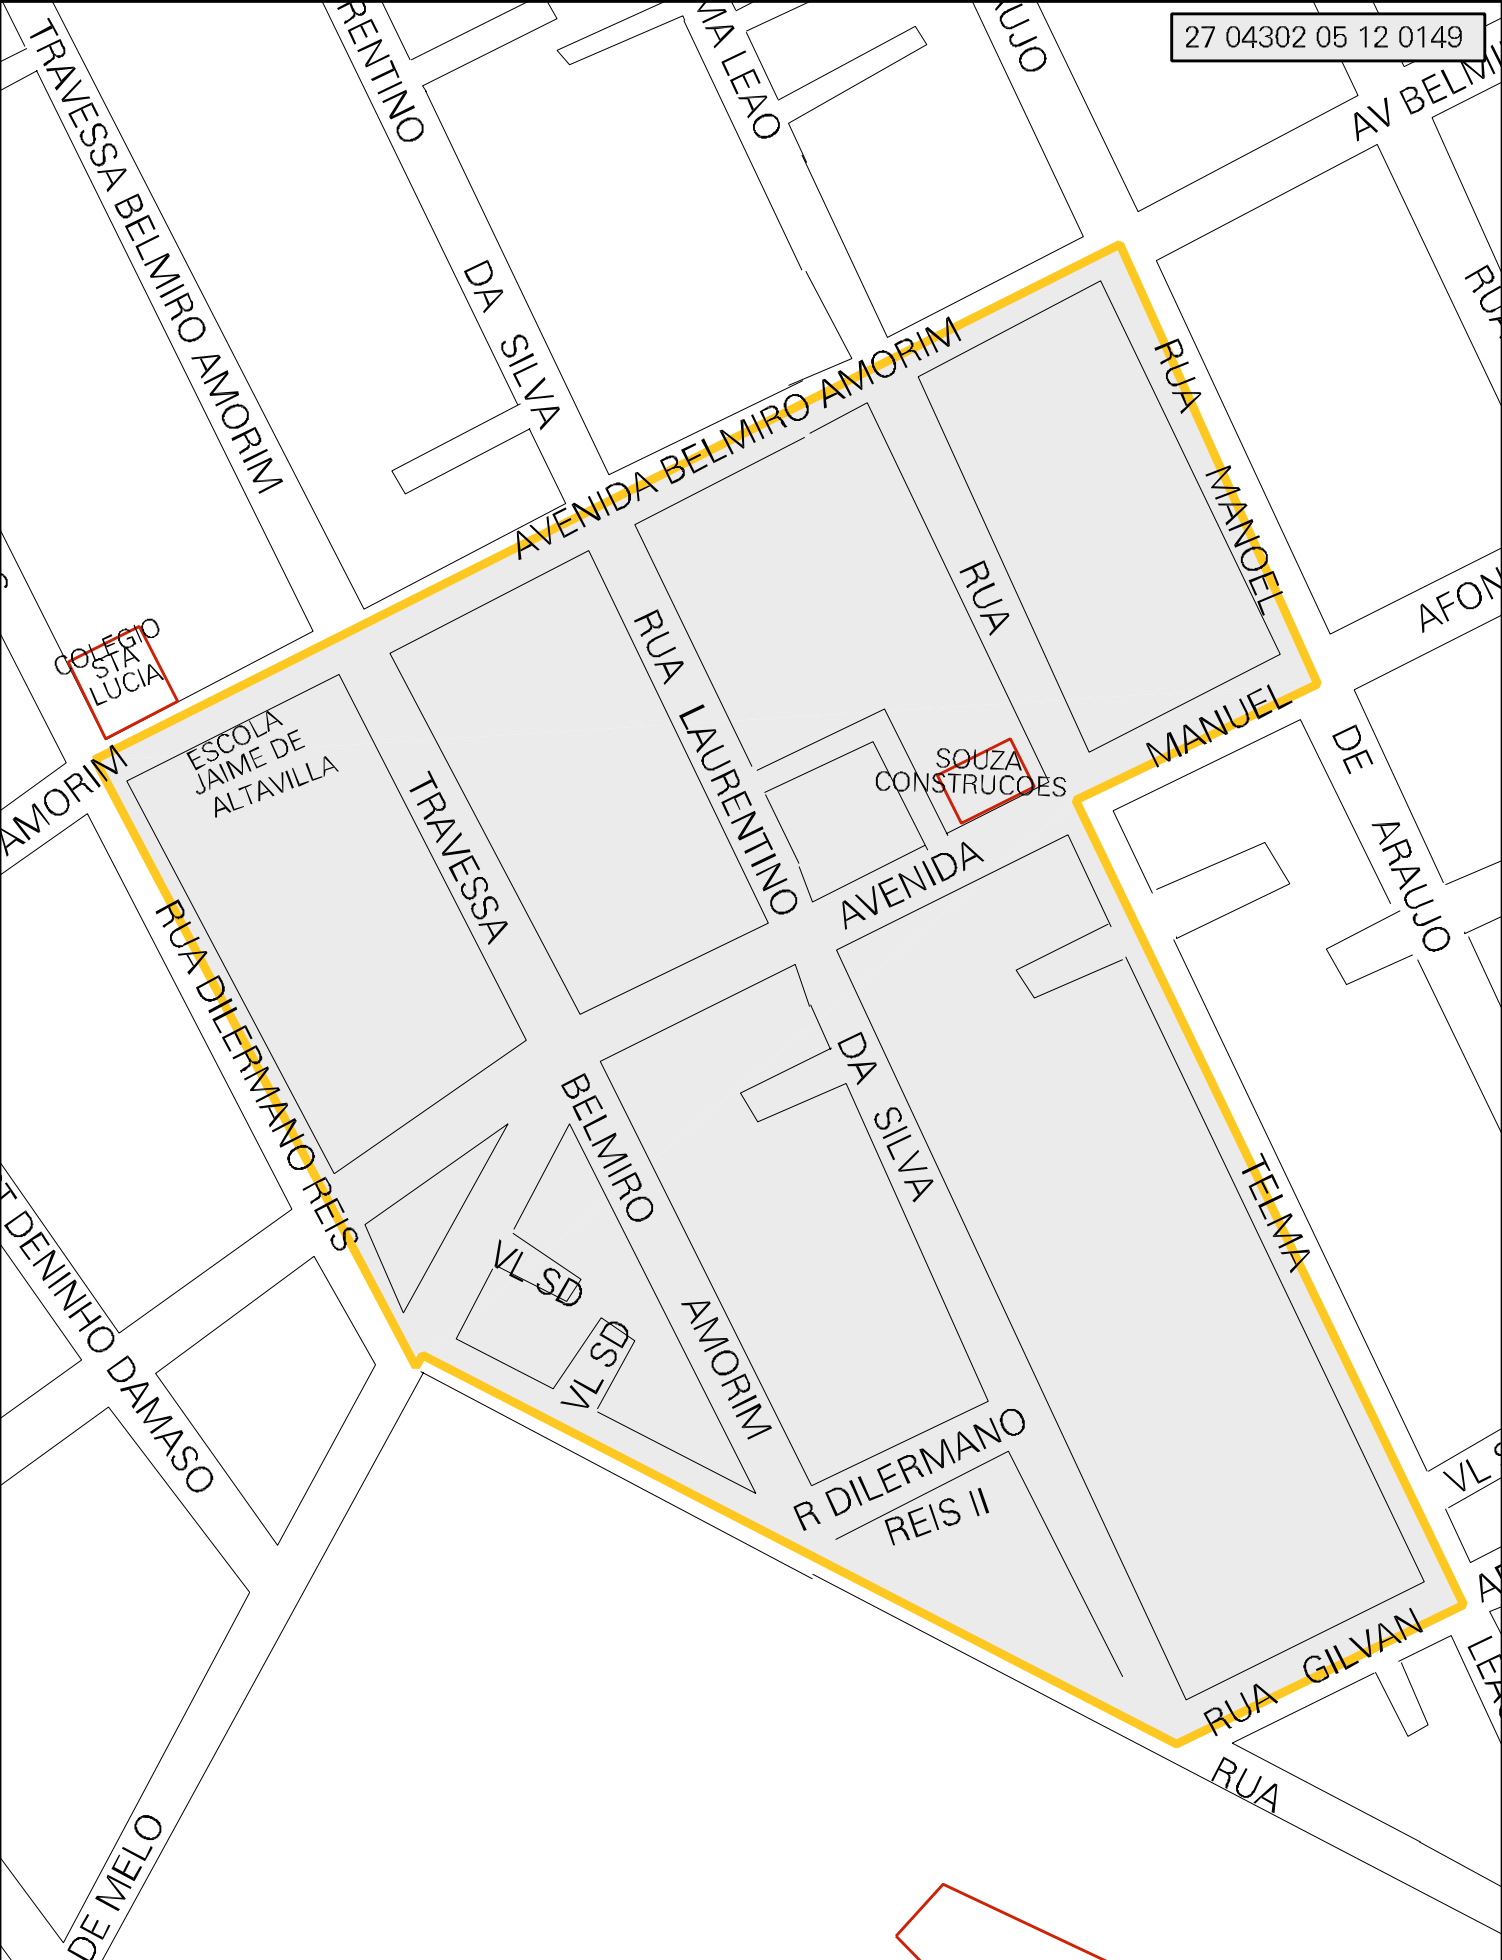 27 04302 05 12 0149
TRAVESSA BELMIRO AMORIM
RENTINO
DA SILVA
MA LEAO
UJO
AV BELMI
RUA
AVENIDA BELMIRO AMORIM
RUA MANOEL
AFON
COLEGIO
STA
LUCIA
AMORIM
ESCOLA
JAIME DE
ALTAVILLA
RUA LAURENTINO
RUA
MANUEL
DE ARAUJO
SOUZA
CONSTRUCOES
TRAVESSA
AVENIDA
RUA DILERMANO REIS
DA SILVA
BELMIRO
TELMA
T DENINHO DAMASO
VL SD
VL SD
AMORIM
R DILERMANO
REIS II
VL S
RUA GILVAN
LEAO
RUA
DE MELO